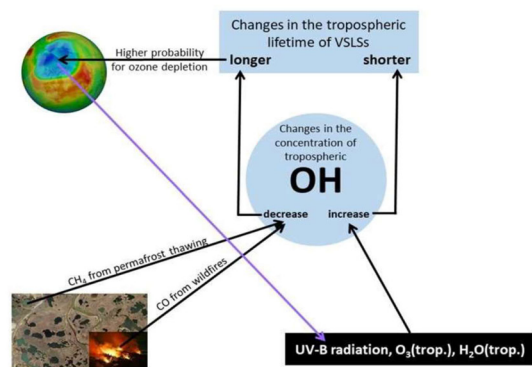 Changes in the tropospheric
lifetime of VSLSs
longer
shorter
Higher probability
for ozone depletion
Changes in the
concentration of
tropospheric
OH
decrease
increase
CH₄ from permafrost thawing
CO from wildfires
UV-B radiation, O₃(trop.), H₂O(trop.)